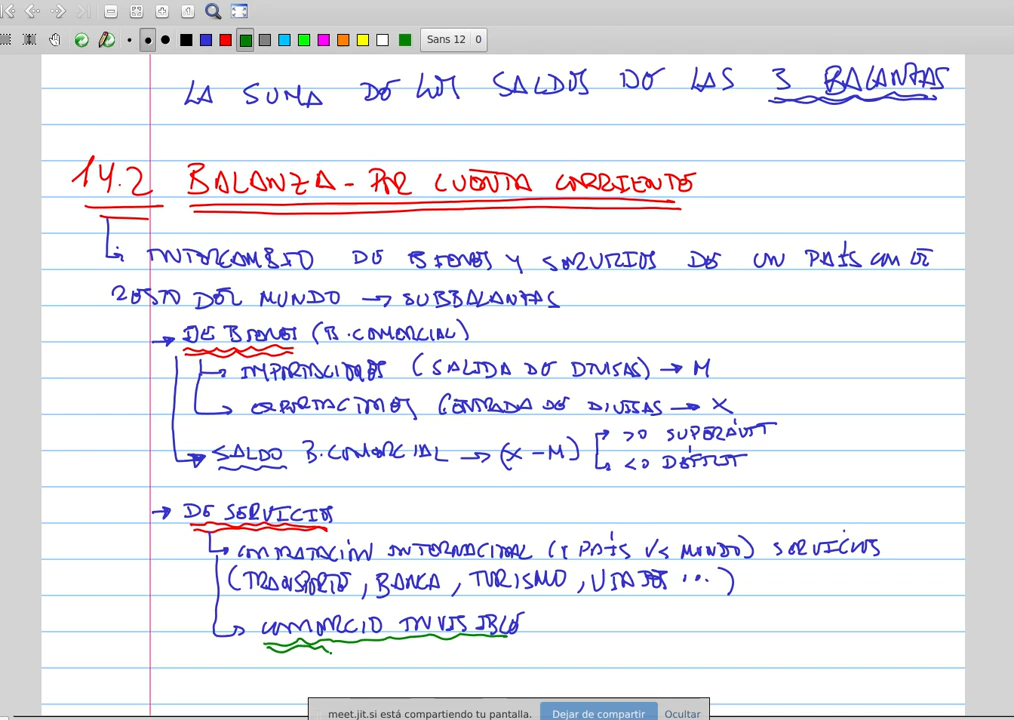 Sans 12 0
LA SUMA DE LOS SALDOS DE LAS 3 BALANZAS
14.2 BALANZA - POR CUENTA CORRIENTE
INTERCAMBIO DE BIENES Y SERVICIOS DE UN PAÍS CON EL
RESTO DEL MUNDO → SUBBALANZAS
→ DE BIENES (B. COMERCIAL)
IMPORTACIONES (SALIDA DE DIVISAS) → M
EXPORTACIONES (ENTRADA DE DIVISAS → X
>0 SUPERÁVIT
SALDO B. COMERCIAL → (X - M)
<0 DÉFICIT
→ DE SERVICIOS
CONTRATACIÓN INTERNACIONAL (1 PAÍS VS MUNDO) SERVICIOS
(TRANSPORTE, BANCA, TURISMO, VIAJES ...)
COMERCIO INVISIBLE
meet.jit.si está compartiendo tu pantalla. Dejar de compartir Ocultar